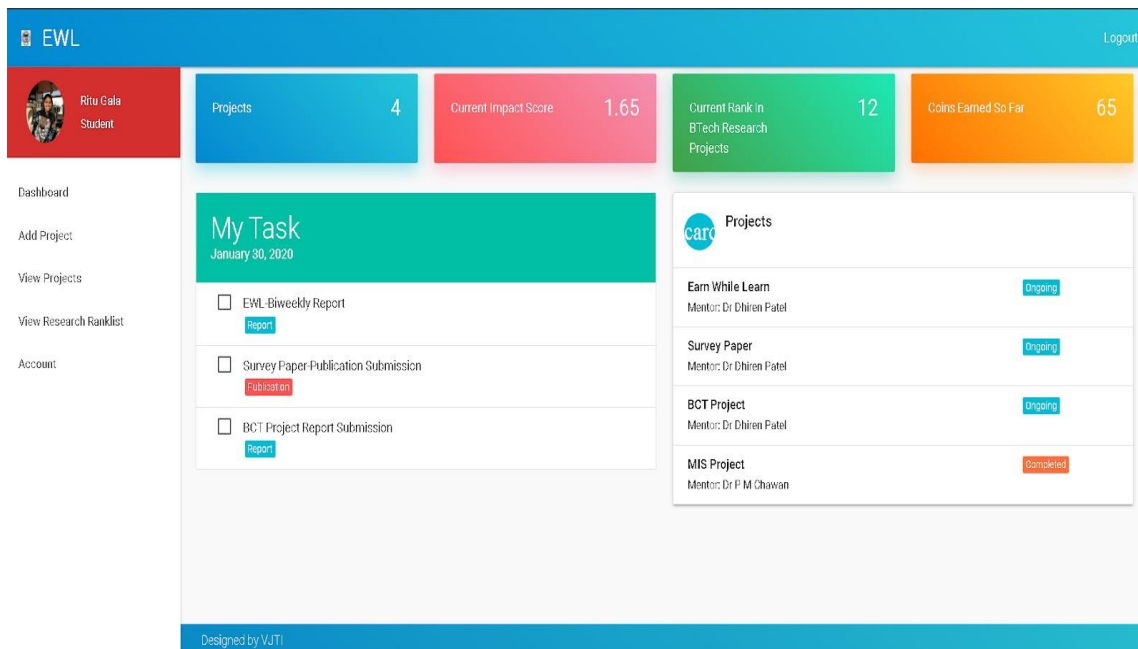 EWL
Logout
Ritu Gala
Student
Dashboard
Add Project
View Projects
View Research Ranklist
Account
Projects 4
Current Impact Score 1.65
Current Rank In 12
BTech Research
Projects
Coins Earned So Far 65
My Task
January 30, 2020
EWL-Biweekly Report
Report
Survey Paper-Publication Submission
Publication
BCT Project Report Submission
Report
carc
Projects
Earn While Learn Ongoing
Mentor: Dr Dhiren Patel
Survey Paper Ongoing
Mentor: Dr Dhiren Patel
BCT Project Ongoing
Mentor: Dr Dhiren Patel
MIS Project Completed
Mentor: Dr P M Chawan
Designed by VJTI